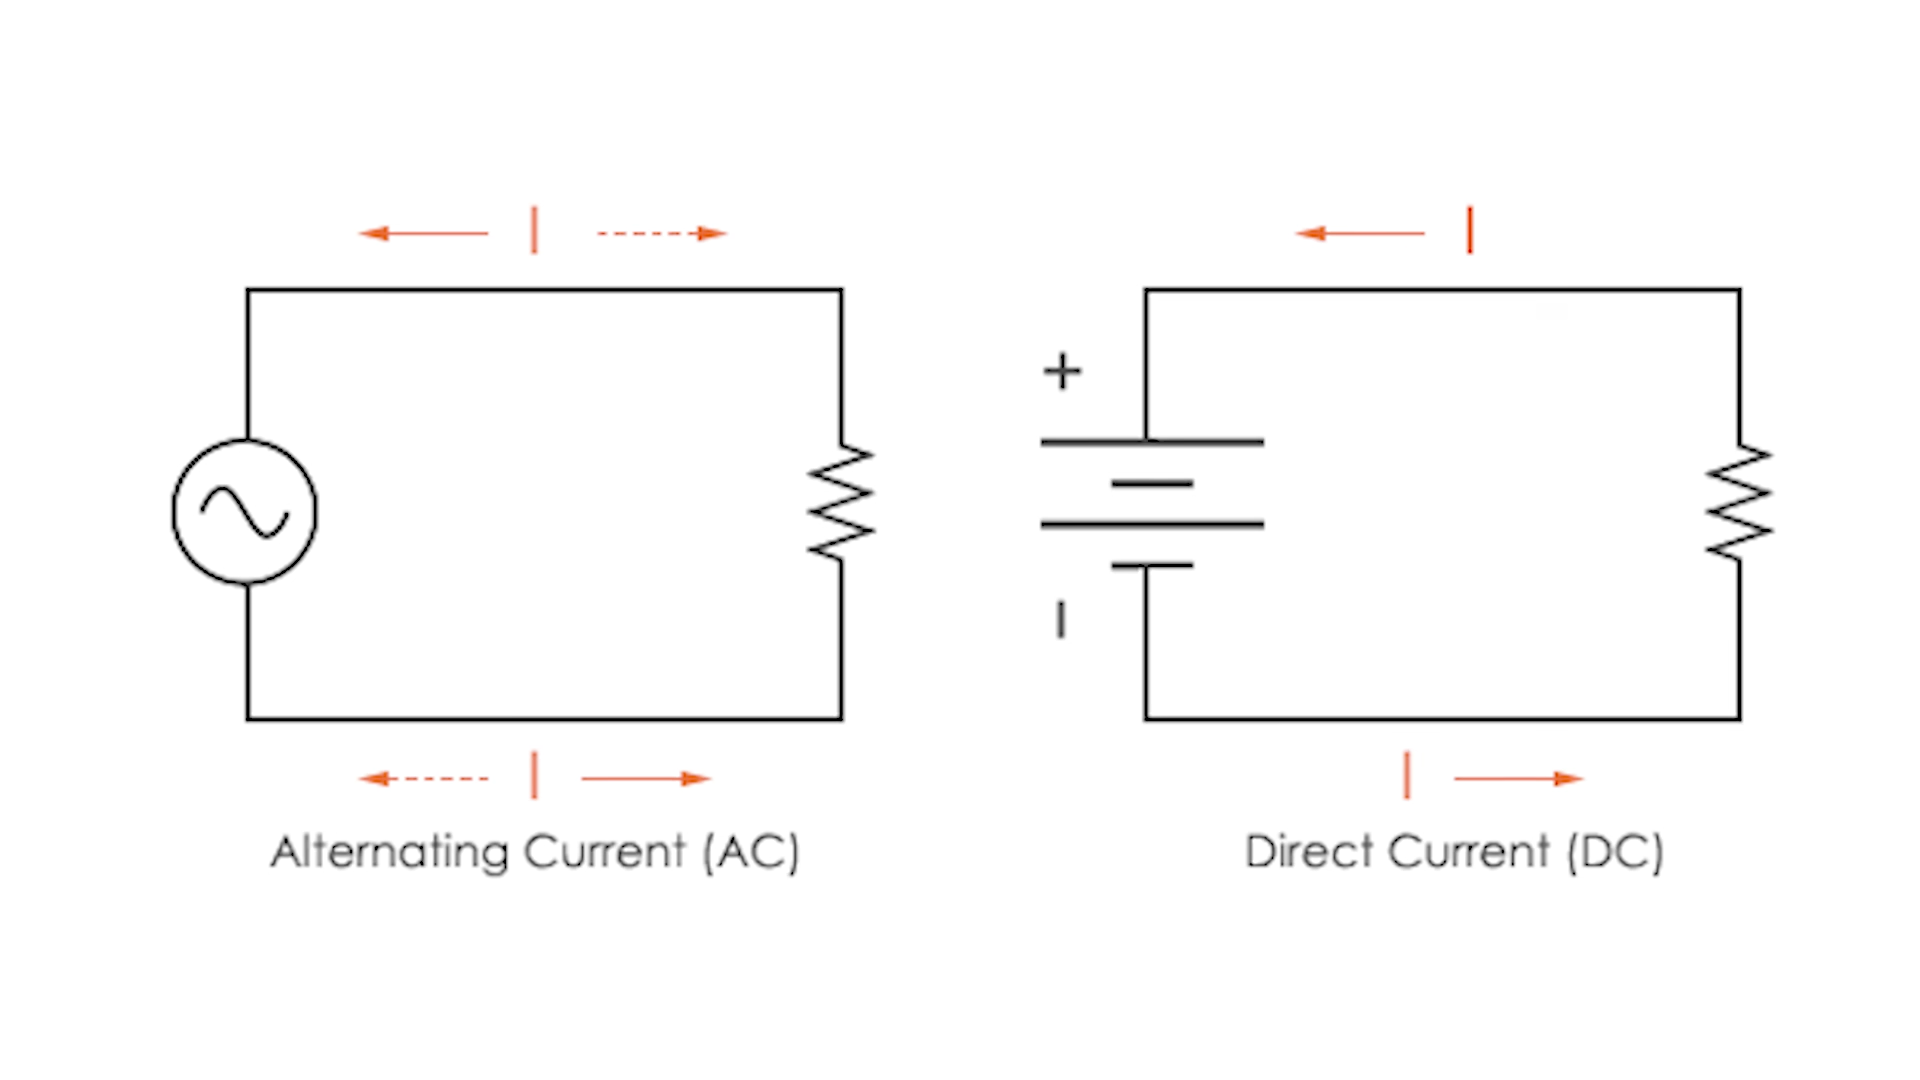 I
I
+
I
I
I
Alternating Current (AC)
Direct Current (DC)